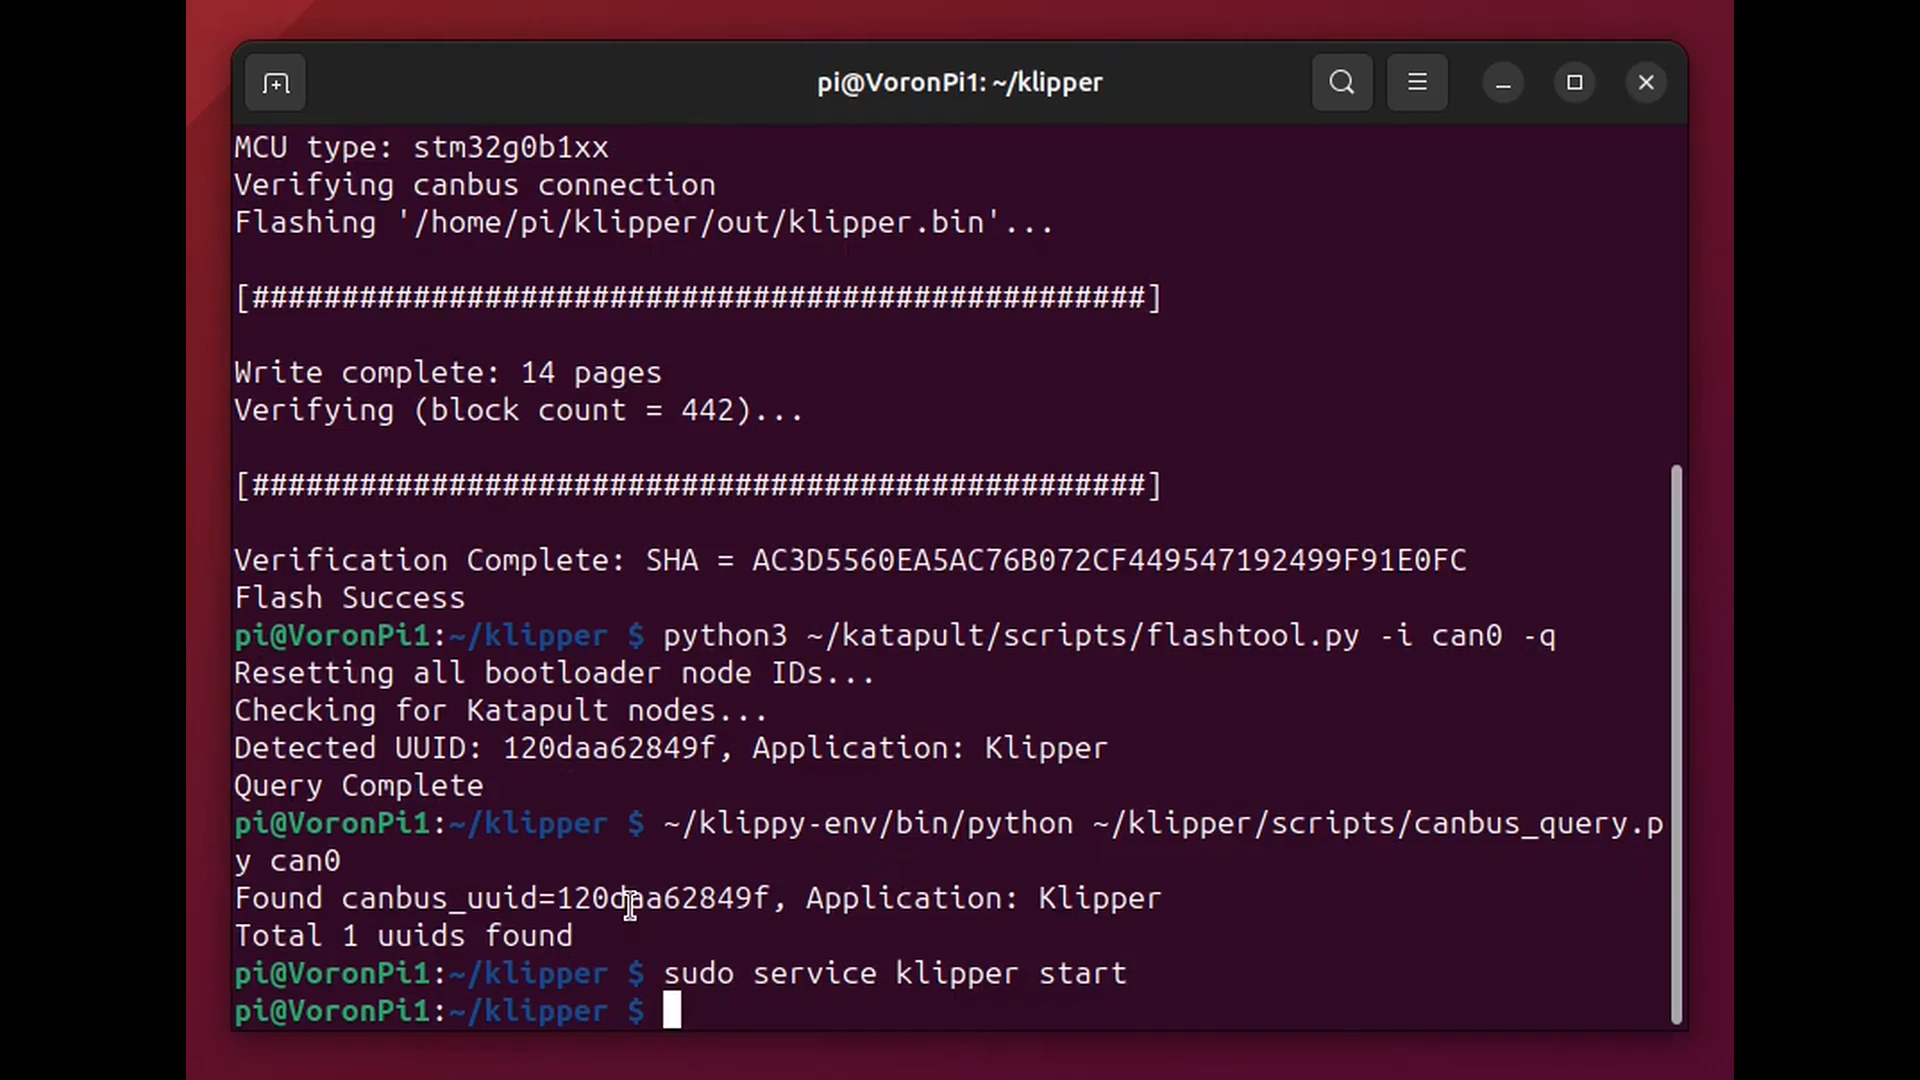 pi@VoronPi1: ~/klipper
MCU type: stm32g0b1xx
Verifying canbus connection
Flashing '/home/pi/klipper/out/klipper.bin'...
[##################################################]
Write complete: 14 pages
Verifying (block count = 442)...
[##################################################]
Verification Complete: SHA = AC3D5560EA5AC76B072CF449547192499F91E0FC
Flash Success
pi@VoronPi1:~/klipper $ python3 ~/katapult/scripts/flashtool.py -i can0 -q
Resetting all bootloader node IDs...
Checking for Katapult nodes...
Detected UUID: 120daa62849f, Application: Klipper
Query Complete
pi@VoronPi1:~/klipper $ ~/klippy-env/bin/python ~/klipper/scripts/canbus_query.p
y can0
Found canbus_uuid=120daa62849f, Application: Klipper
Total 1 uuids found
pi@VoronPi1:~/klipper $ sudo service klipper start
pi@VoronPi1:~/klipper $